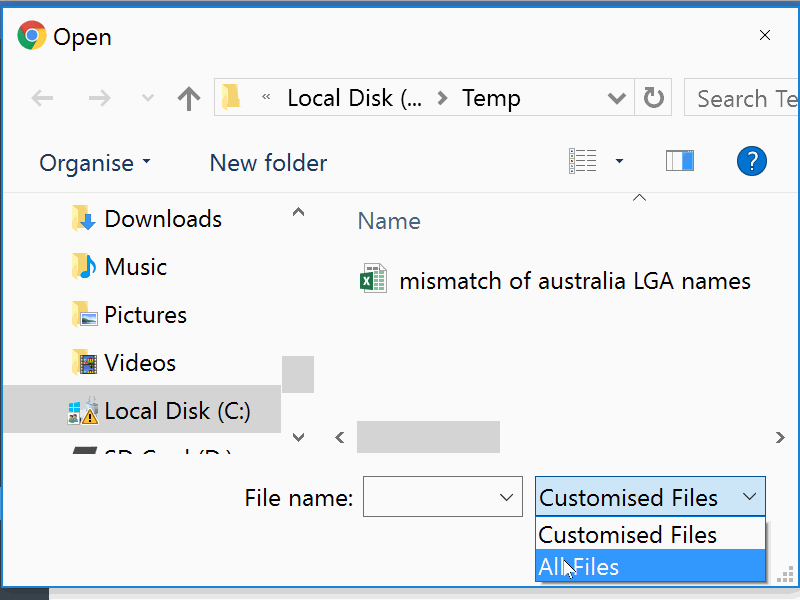 Open
« Local Disk (... > Temp
Search Te
Organise
New folder
?
Downloads
Music
Pictures
Videos
Local Disk (C:)
Name
mismatch of australia LGA names
File name:
Customised Files
Customised Files
All Files